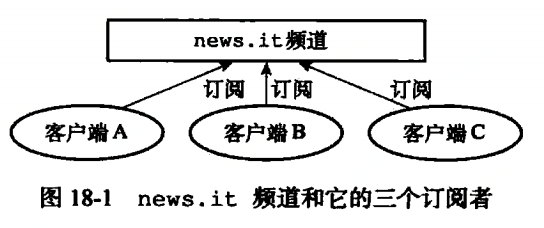 news.it频道
订阅 订阅 订阅
客户端A 客户端B 客户端C
图 18-1 news.it 频道和它的三个订阅者